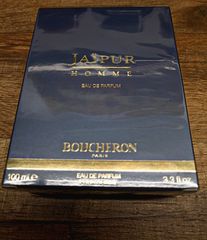 JAÏPUR
HOMME
EAU DE PARFUM
BOUCHERON
PARIS
100 ml e EAU DE PARFUM 3.3 fl.oz